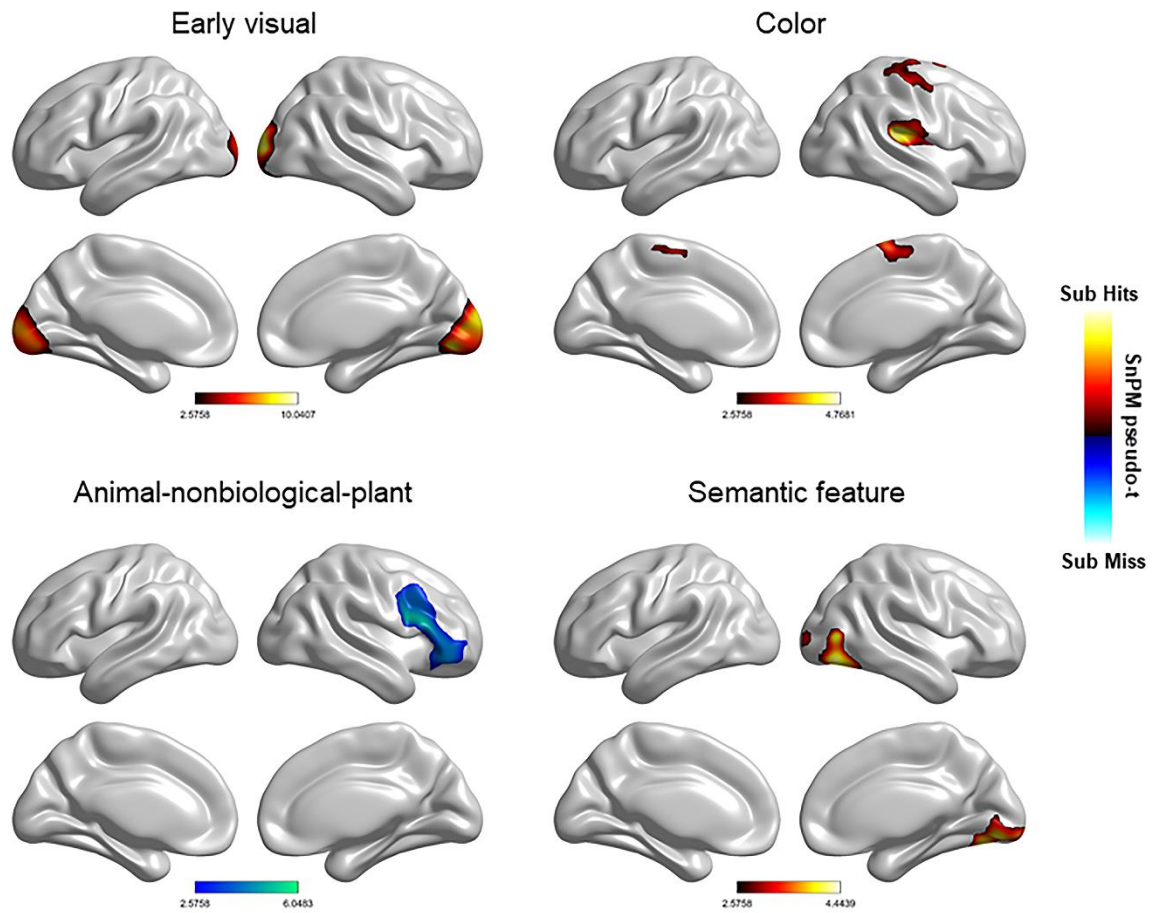 Early visual
Color
2.5758 10.0407
2.5758 4.7681
Sub Hits
SnPM pseudo-t
Sub Miss
Animal-nonbiological-plant
Semantic feature
2.5758 6.0483
2.5758 4.4439